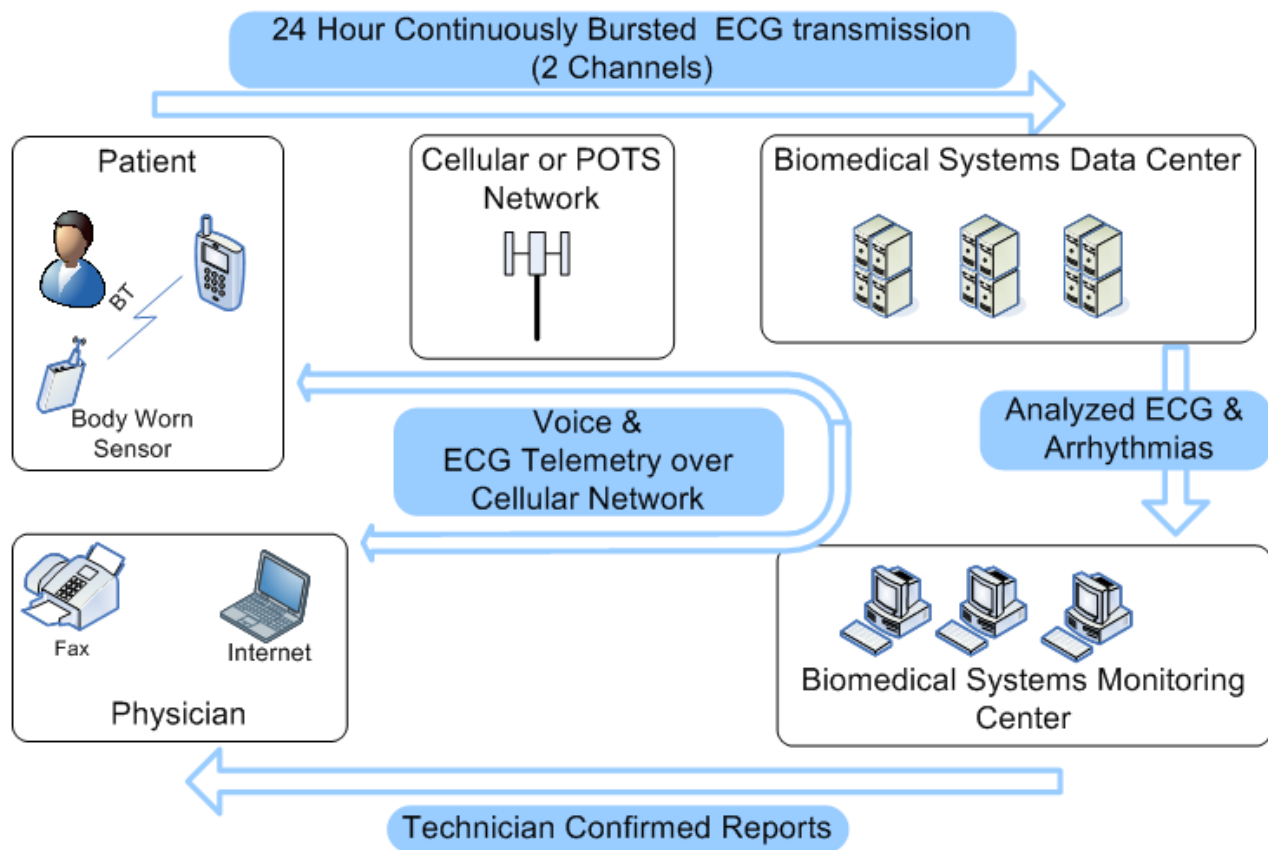 24 Hour Continuously Bursted ECG transmission
(2 Channels)
Patient
BT
Body Worn
Sensor
Cellular or POTS
Network
Biomedical Systems Data Center
Voice &
ECG Telemetry over
Cellular Network
Analyzed ECG &
Arrhythmias
Fax
Internet
Physician
Biomedical Systems Monitoring
Center
Technician Confirmed Reports